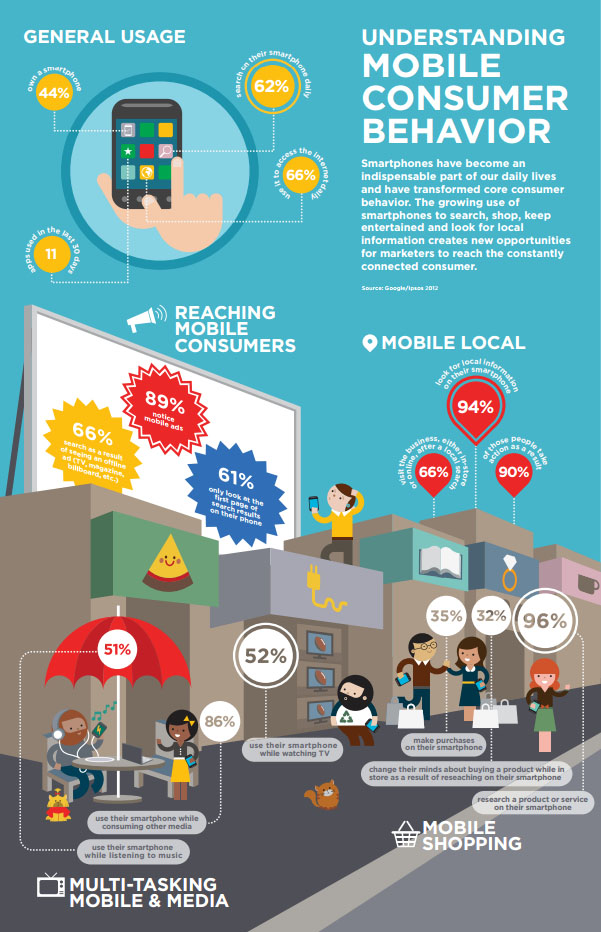 GENERAL USAGE
own a smartphone
44%
search on their smartphone daily
62%
use it to access the internet daily
66%
apps used in the last 30 days
11
UNDERSTANDING
MOBILE
CONSUMER
BEHAVIOR
Smartphones have become an
indispensable part of our daily lives
and have transformed core consumer
behavior. The growing use of
smartphones to search, shop, keep
entertained and look for local
information creates new opportunities
for marketers to reach the constantly
connected consumer.
Source: Google/Ipsos 2012
REACHING
MOBILE
CONSUMERS
89%
notice
mobile ads
66%
search as a result
of seeing an offline
ad (TV, magazine,
billboard, etc.)
61%
only look at the
first page of
search results
on their phone
MOBILE LOCAL
look for local information
on their smartphone
94%
visit the business, either in-store
or online, after a local search
66%
of those people take
action as a result
90%
51%
86%
use their smartphone while
consuming other media
use their smartphone
while listening to music
52%
use their smartphone
while watching TV
MULTI-TASKING
MOBILE & MEDIA
35%
32%
96%
make purchases
on their smartphone
change their minds about buying a product while in
store as a result of reseaching on their smartphone
research a product or service
on their smartphone
MOBILE
SHOPPING